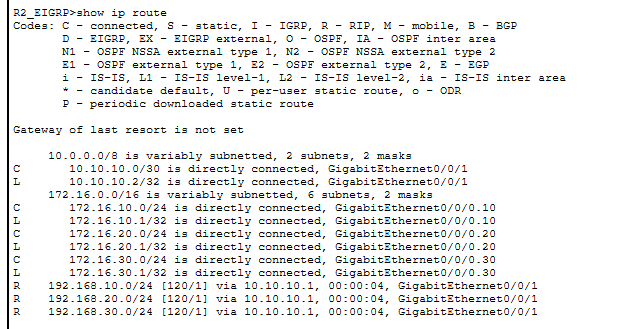 R2_EIGRP>show ip route
Codes: C - connected, S - static, I - IGRP, R - RIP, M - mobile, B - BGP
       D - EIGRP, EX - EIGRP external, O - OSPF, IA - OSPF inter area
       N1 - OSPF NSSA external type 1, N2 - OSPF NSSA external type 2
       E1 - OSPF external type 1, E2 - OSPF external type 2, E - EGP
       i - IS-IS, L1 - IS-IS level-1, L2 - IS-IS level-2, ia - IS-IS inter area
       * - candidate default, U - per-user static route, o - ODR
       P - periodic downloaded static route

Gateway of last resort is not set

     10.0.0.0/8 is variably subnetted, 2 subnets, 2 masks
C       10.10.10.0/30 is directly connected, GigabitEthernet0/0/1
L       10.10.10.2/32 is directly connected, GigabitEthernet0/0/1
     172.16.0.0/16 is variably subnetted, 6 subnets, 2 masks
C       172.16.10.0/24 is directly connected, GigabitEthernet0/0/0.10
L       172.16.10.1/32 is directly connected, GigabitEthernet0/0/0.10
C       172.16.20.0/24 is directly connected, GigabitEthernet0/0/0.20
L       172.16.20.1/32 is directly connected, GigabitEthernet0/0/0.20
C       172.16.30.0/24 is directly connected, GigabitEthernet0/0/0.30
L       172.16.30.1/32 is directly connected, GigabitEthernet0/0/0.30
R    192.168.10.0/24 [120/1] via 10.10.10.1, 00:00:04, GigabitEthernet0/0/1
R    192.168.20.0/24 [120/1] via 10.10.10.1, 00:00:04, GigabitEthernet0/0/1
R    192.168.30.0/24 [120/1] via 10.10.10.1, 00:00:04, GigabitEthernet0/0/1